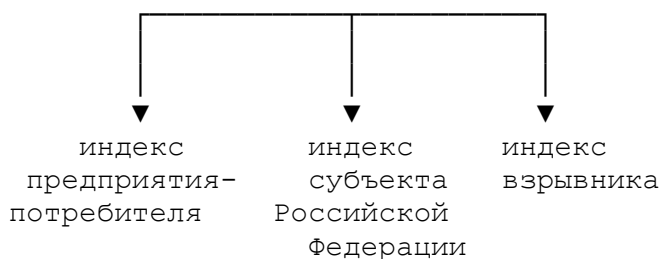 индекс индекс индекс
предприятия- субъекта взрывника
потребителя Российской
Федерации